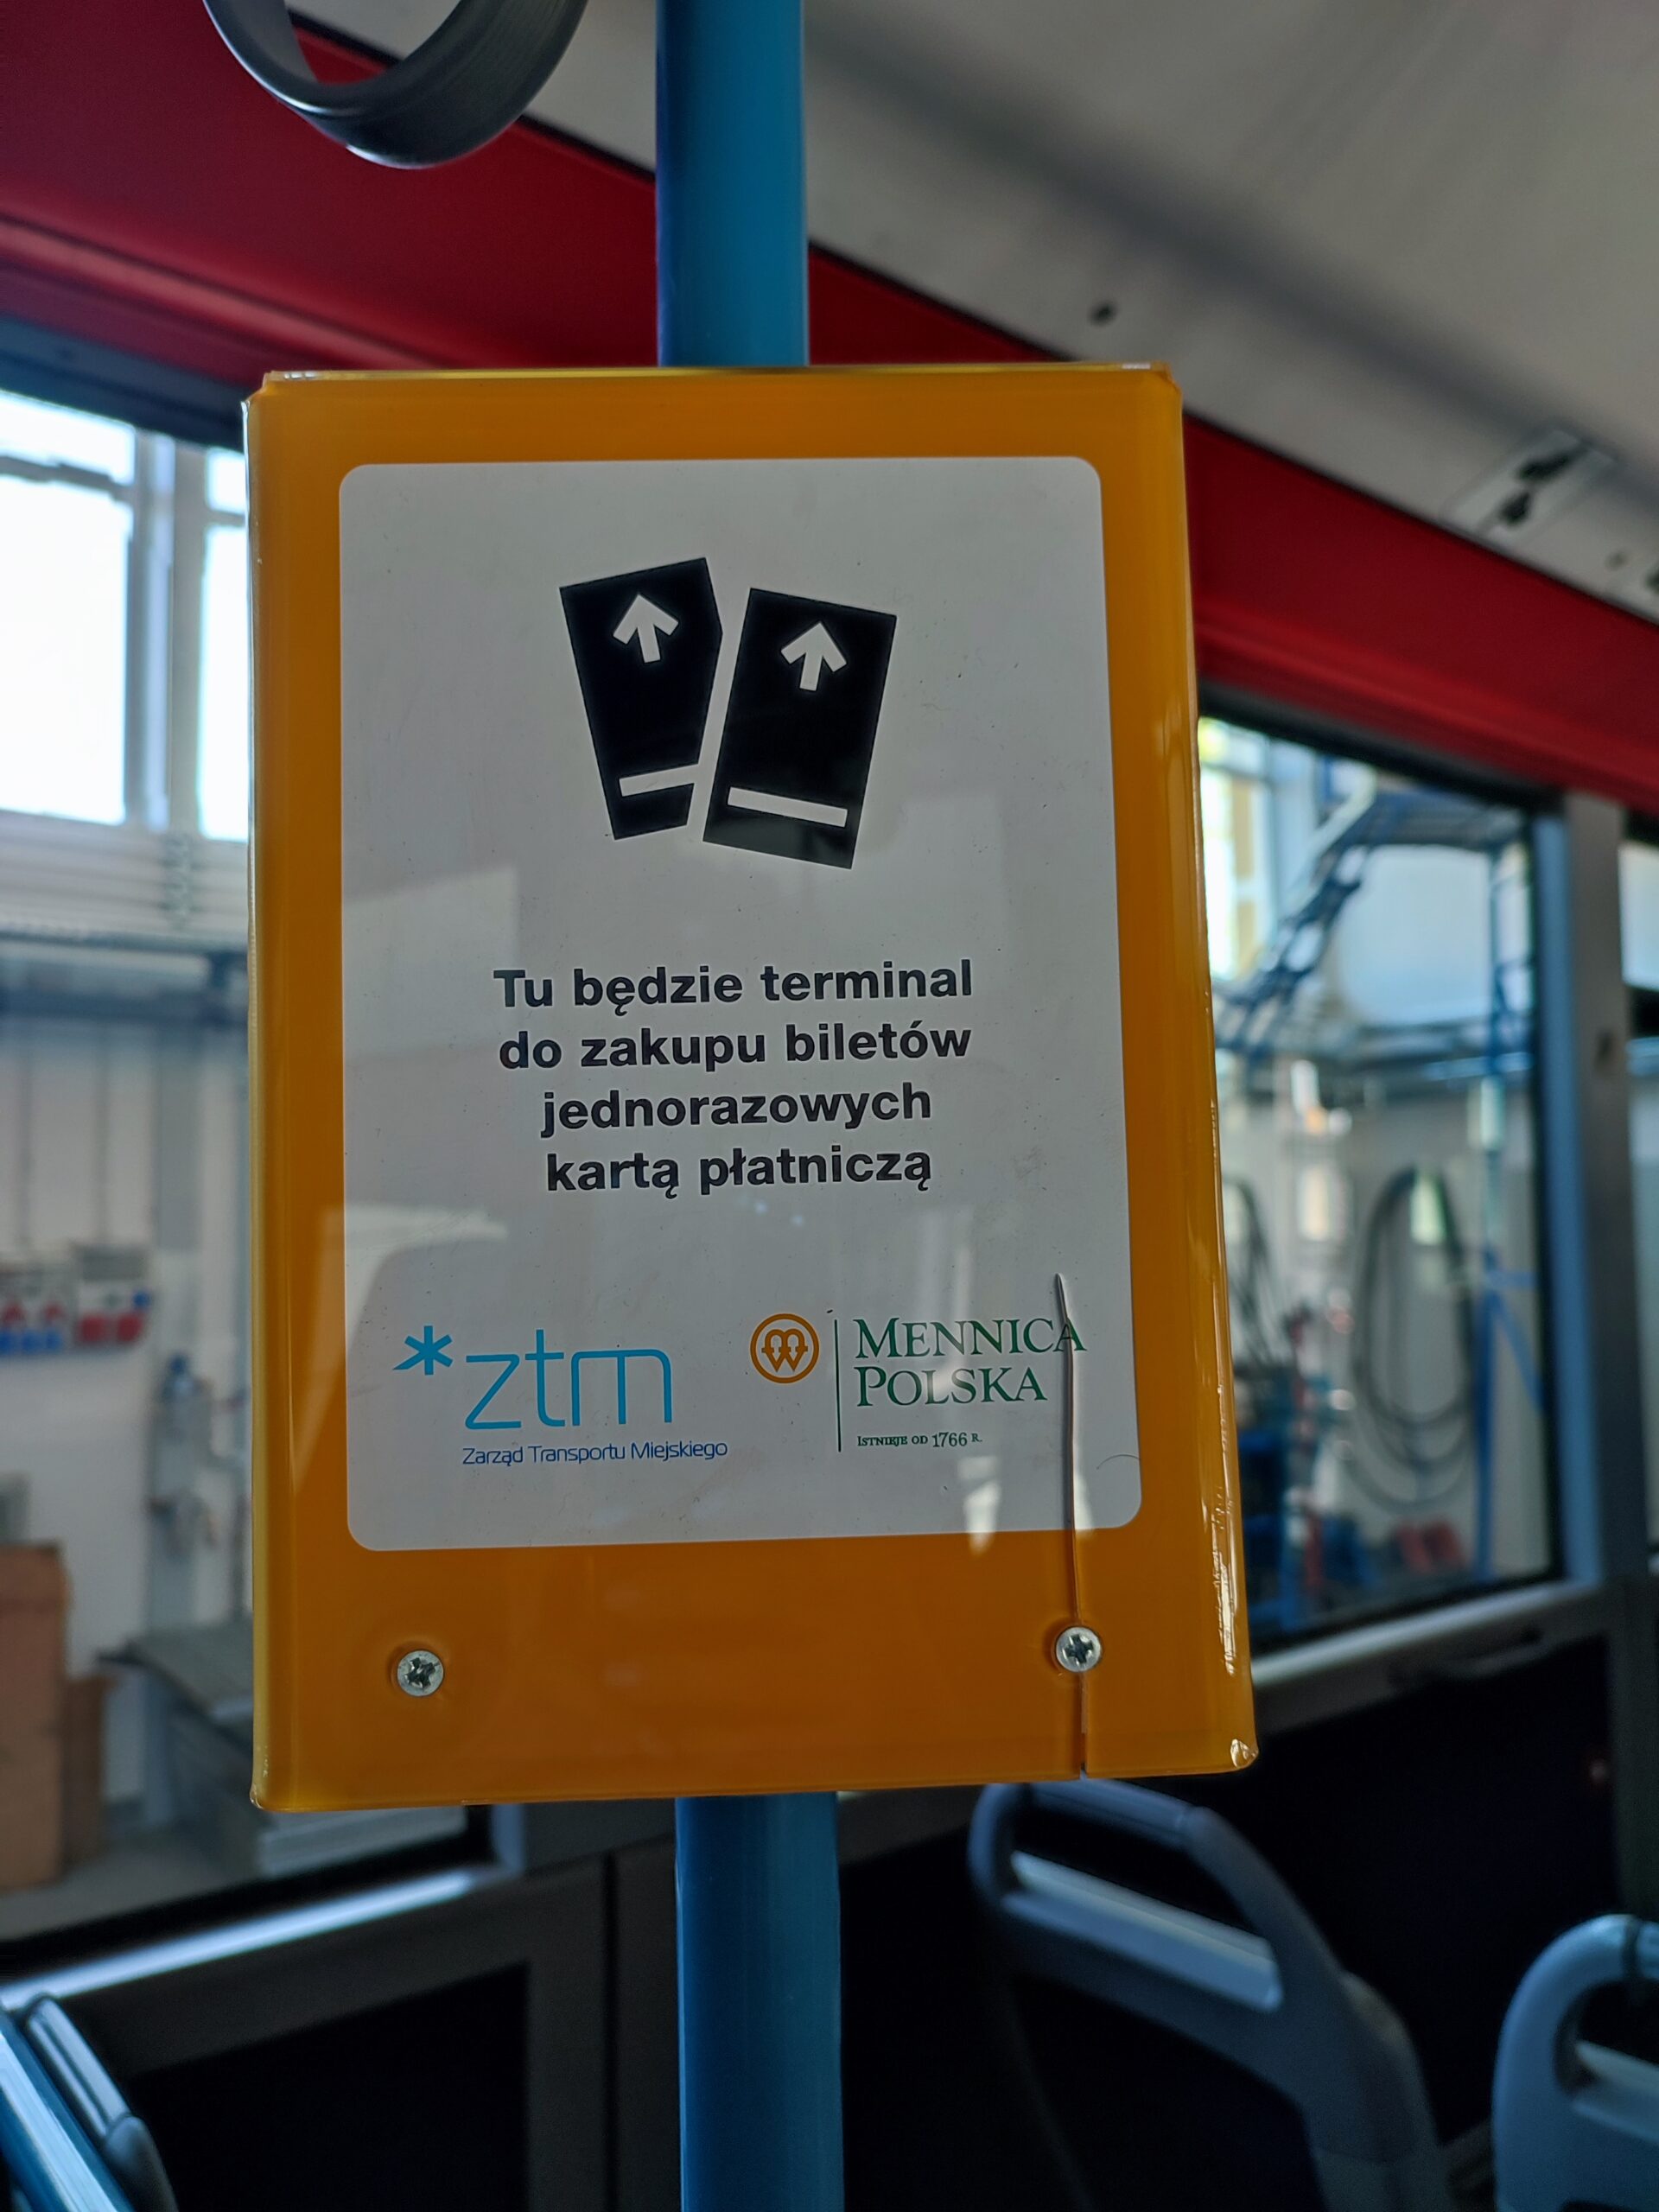 Tu będzie terminal
do zakupu biletów
jednorazowych
kartą płatniczą
*ztm
Zarząd Transportu Miejskiego
MENNICA
POLSKA
ISTNIEJE OD 1766 R.